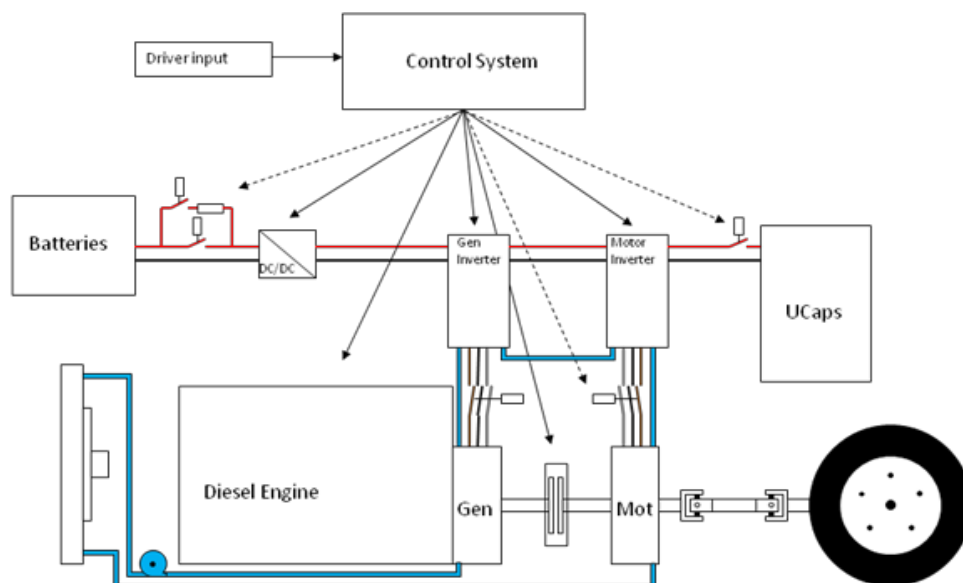 Driver input
Control System
Batteries
DC/DC
Gen
Inverter
Motor
Inverter
UCaps
Diesel Engine
Gen
Mot